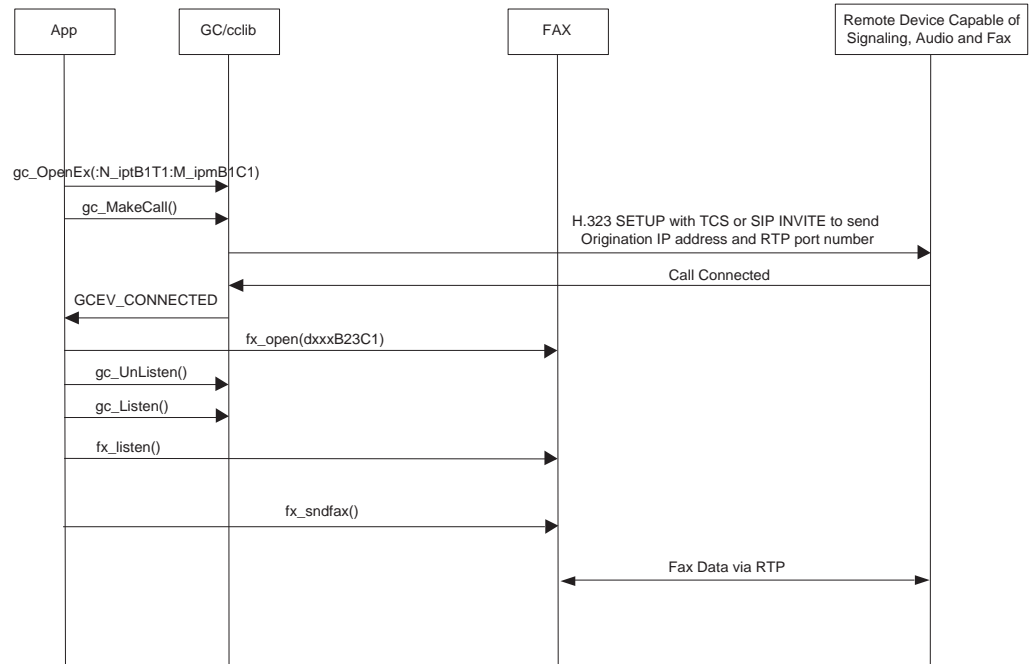 App
GC/cclib
FAX
Remote Device Capable of
Signaling, Audio and Fax
gc_OpenEx(:N_iptB1T1:M_ipmB1C1)
gc_MakeCall()
H.323 SETUP with TCS or SIP INVITE to send
Origination IP address and RTP port number
Call Connected
GCEV_CONNECTED
fx_open(dxxxB23C1)
gc_UnListen()
gc_Listen()
fx_listen()
fx_sndfax()
Fax Data via RTP